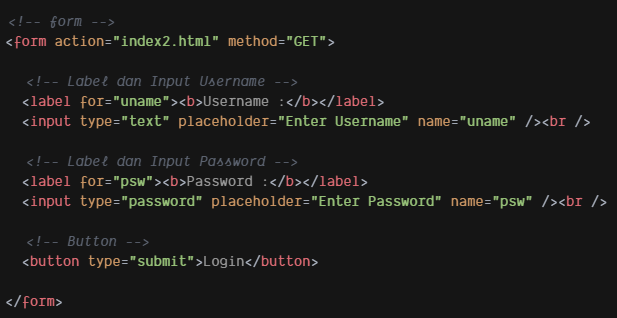 <!-- form -->
<form action="index2.html" method="GET">
<!-- Label dan Input Username -->
<label for="uname"><b>Username :</b></label>
<input type="text" placeholder="Enter Username" name="uname" /><br />
<!-- Label dan Input Password -->
<label for="psw"><b>Password :</b></label>
<input type="password" placeholder="Enter Password" name="psw" /><br />
<!-- Button -->
<button type="submit">Login</button>
</form>